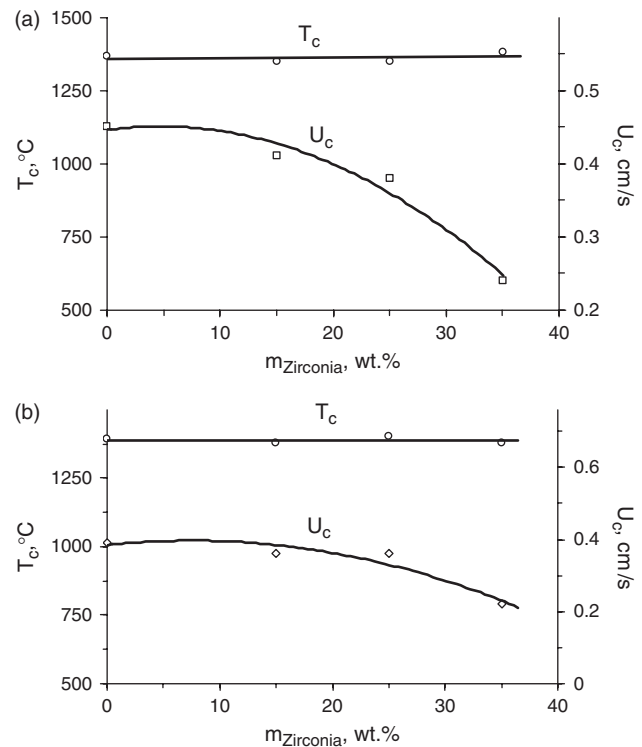 (a)
1500
1250
1000
750
500
T_c, °C
T_c
U_c
0.5
0.4
0.3
0.2
U_c, cm/s
0 10 20 30 40
m_Zirconia, wt.%
(b)
1250
1000
750
500
T_c, °C
T_c
U_c
0.6
0.4
0.2
0
U_c, cm/s
0 10 20 30 40
m_Zirconia, wt.%